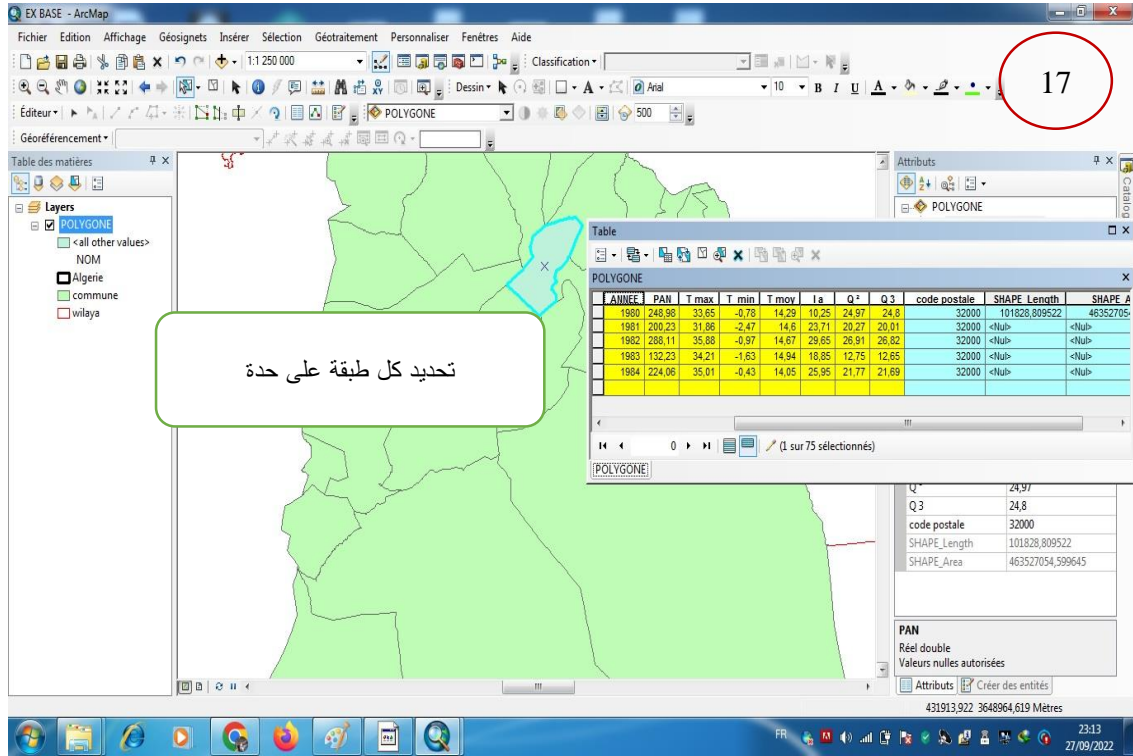 EX BASE - ArcMap
Fichier Edition Affichage Géosignets Insérer Sélection Géotraitement Personnaliser Fenêtres Aide
1:1 250 000
Classification
17
Dessin A Arial 10 B I U A
Éditeur POLYGONE 500
Géoréférencement
Table des matières
Attributs
Catalog
Layers
POLYGONE
POLYGONE
<all other values>
NOM
Algerie
commune
wilaya
Table
POLYGONE
ANNEE PAN T max T min T moy I a Q² Q 3 code postale SHAPE_Length SHAPE_A
1980 248,98 33,65 -0,78 14,29 10,25 24,97 24,8 32000 101828,809522 46352705
1981 200,23 31,86 -2,47 14,6 23,71 20,27 20,01 32000 <Nul> <Nul>
1982 288,11 35,88 -0,97 14,67 29,65 26,91 26,82 32000 <Nul> <Nul>
1983 132,23 34,21 -1,63 14,94 18,85 12,75 12,65 32000 <Nul> <Nul>
1984 224,06 35,01 -0,43 14,05 25,95 21,77 21,69 32000 <Nul> <Nul>
0 (1 sur 75 sélectionnés)
POLYGONE
تحديد كل طبقة على حدة
Q² 24,97
Q 3 24,8
code postale 32000
SHAPE_Length 101828,809522
SHAPE_Area 463527054,599645
PAN
Réel double
Valeurs nulles autorisées
Attributs Créer des entités
431913,922 3648964,619 Mètres
FR
23:13
27/09/2022